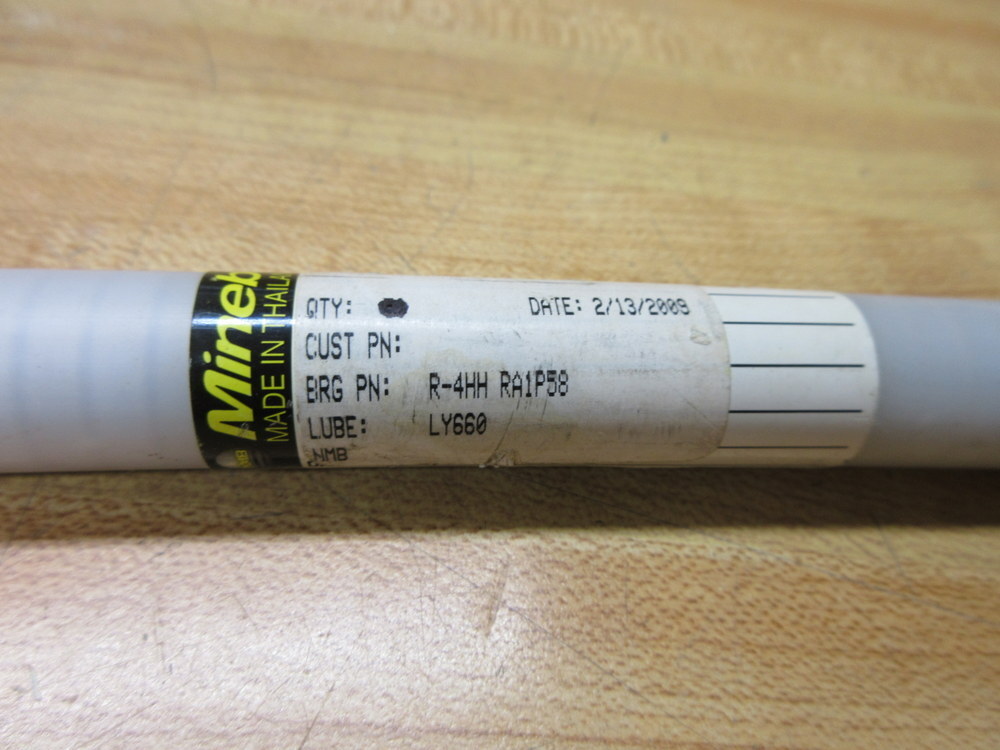 Mineb
MADE IN THAILA
QTY: DATE: 2/13/2009
CUST PN:
BRG PN: R-4HH RA1P58
LUBE: LY660
NMB